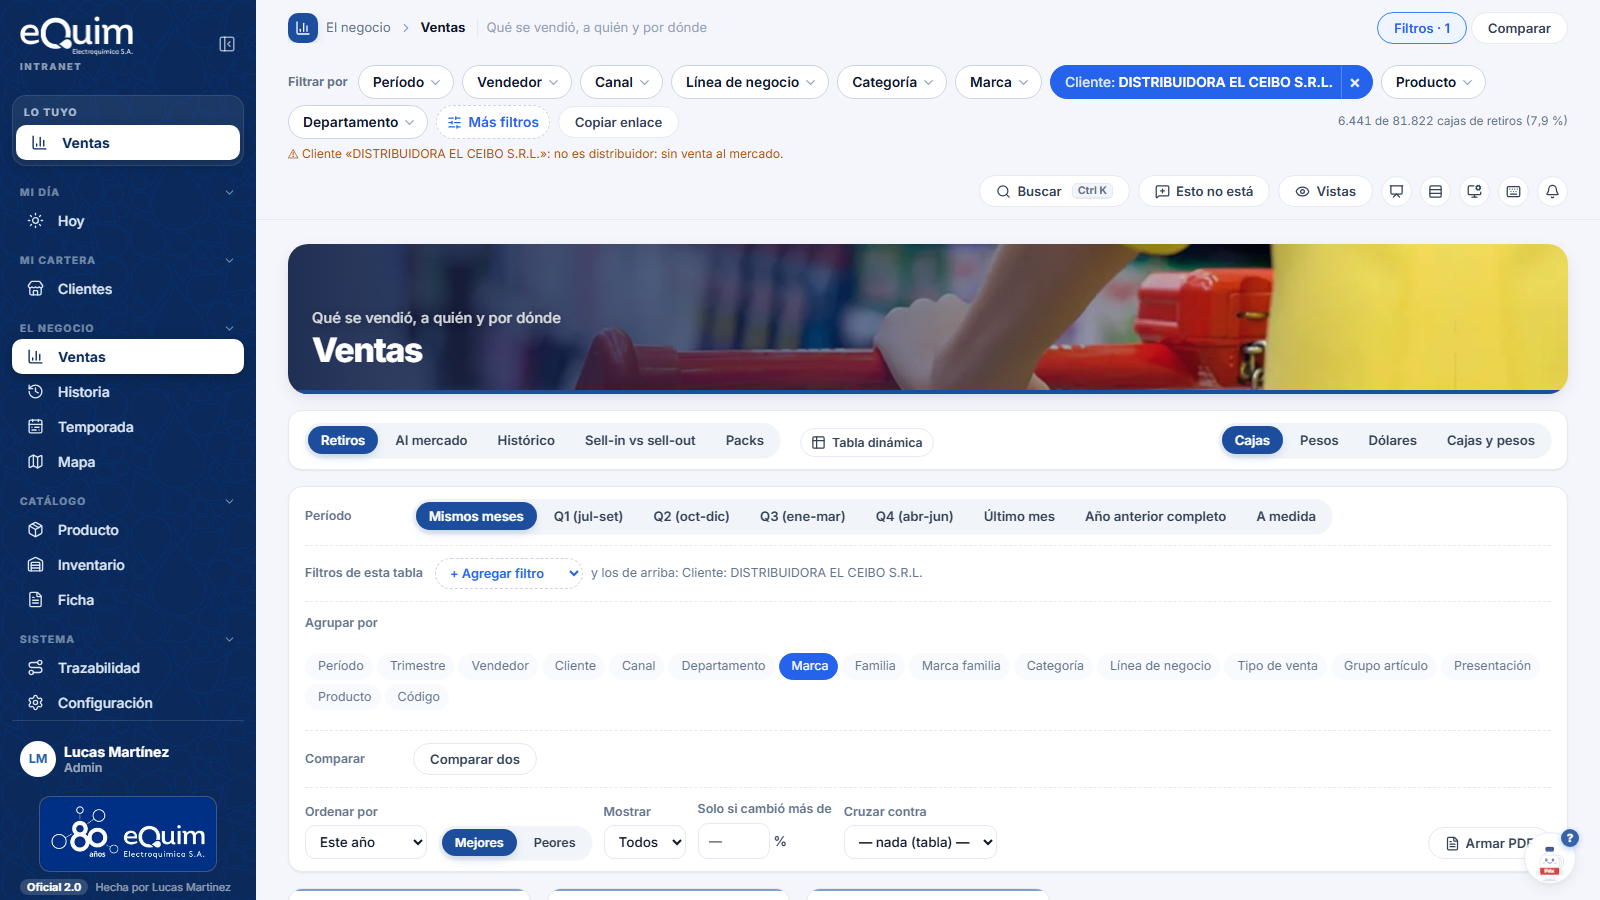 eQuim
Electroquímica S.A.
INTRANET
LO TUYO
Ventas
MI DÍA
Hoy
MI CARTERA
Clientes
EL NEGOCIO
Ventas
Historia
Temporada
Mapa
CATÁLOGO
Producto
Inventario
Ficha
SISTEMA
Trazabilidad
Configuración
LM
Lucas Martínez
Admin
80 años eQuim
Electroquímica S.A.
Oficial 2.0 Hecha por Lucas Martinez
El negocio > Ventas Qué se vendió, a quién y por dónde
Filtros · 1 Comparar
Filtrar por Período Vendedor Canal Línea de negocio Categoría Marca Cliente: DISTRIBUIDORA EL CEIBO S.R.L. × Producto
Departamento Más filtros Copiar enlace
6.441 de 81.822 cajas de retiros (7,9 %)
⚠ Cliente «DISTRIBUIDORA EL CEIBO S.R.L.»: no es distribuidor: sin venta al mercado.
Buscar Ctrl K Esto no está Vistas
Qué se vendió, a quién y por dónde
Ventas
Retiros Al mercado Histórico Sell-in vs sell-out Packs Tabla dinámica Cajas Pesos Dólares Cajas y pesos
Período Mismos meses Q1 (jul-set) Q2 (oct-dic) Q3 (ene-mar) Q4 (abr-jun) Último mes Año anterior completo A medida
Filtros de esta tabla + Agregar filtro y los de arriba: Cliente: DISTRIBUIDORA EL CEIBO S.R.L.
Agrupar por
Período Trimestre Vendedor Cliente Canal Departamento Marca Familia Marca familia Categoría Línea de negocio Tipo de venta Grupo artículo Presentación
Producto Código
Comparar Comparar dos
Ordenar por Mostrar Solo si cambió más de Cruzar contra
Este año Mejores Peores Todos — % — nada (tabla) — Armar PDF
?